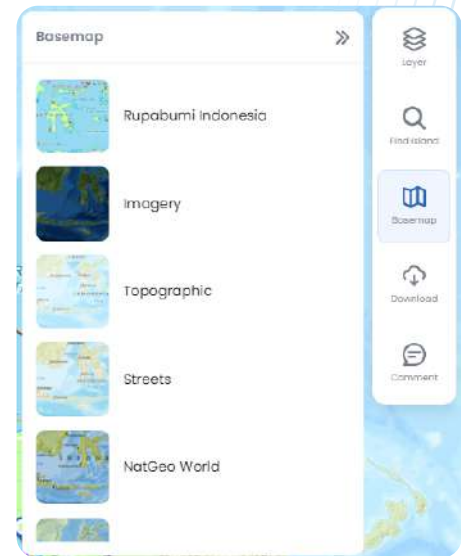 Basemap
Rupabumi Indonesia
Imagery
Topographic
Streets
NatGeo World
Layer
Find Island
Basemap
Download
Comment